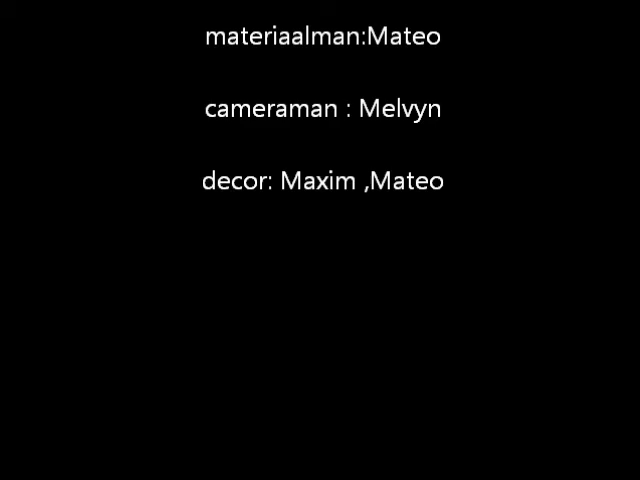 materiaalman:Mateo
cameraman : Melvyn
decor: Maxim ,Mateo